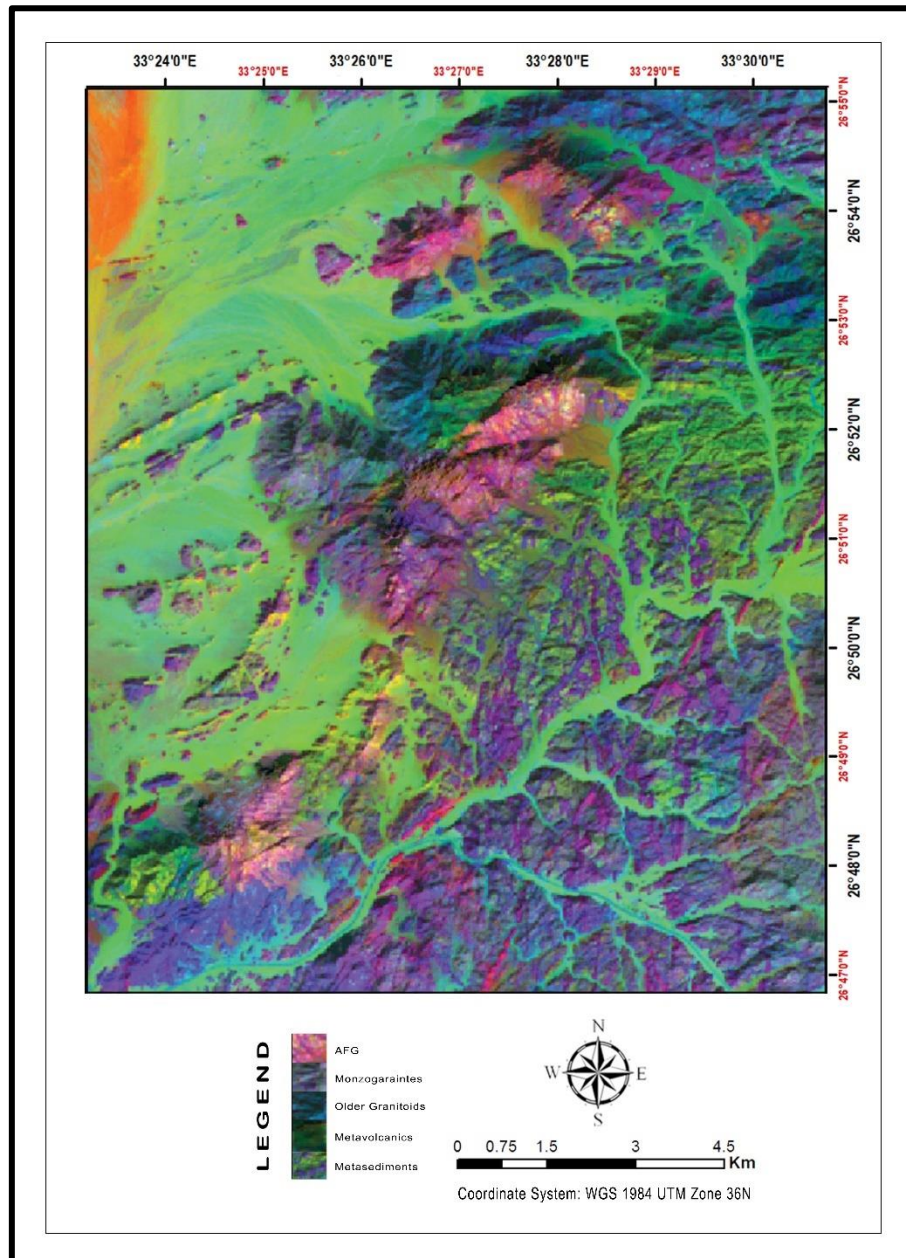 33°24'0"E 33°25'0"E 33°26'0"E 33°27'0"E 33°28'0"E 33°29'0"E 33°30'0"E
26°55'0"N
26°54'0"N
26°53'0"N
26°52'0"N
26°51'0"N
26°50'0"N
26°49'0"N
26°48'0"N
26°47'0"N
LEGEND
AFG
Monzogaraintes
Older Granitoids
Metavolcanics
Metasediments
N
W E
S
0 0.75 1.5 3 4.5
Km
Coordinate System: WGS 1984 UTM Zone 36N